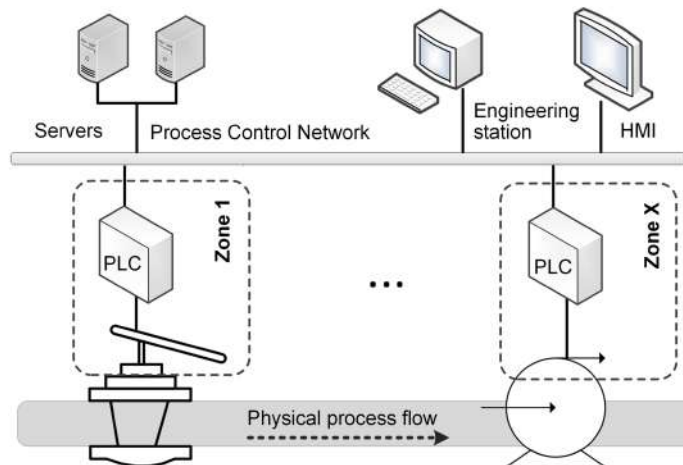 Servers
Process Control Network
Engineering
station
HMI
PLC
Zone 1
...
PLC
Zone X
Physical process flow